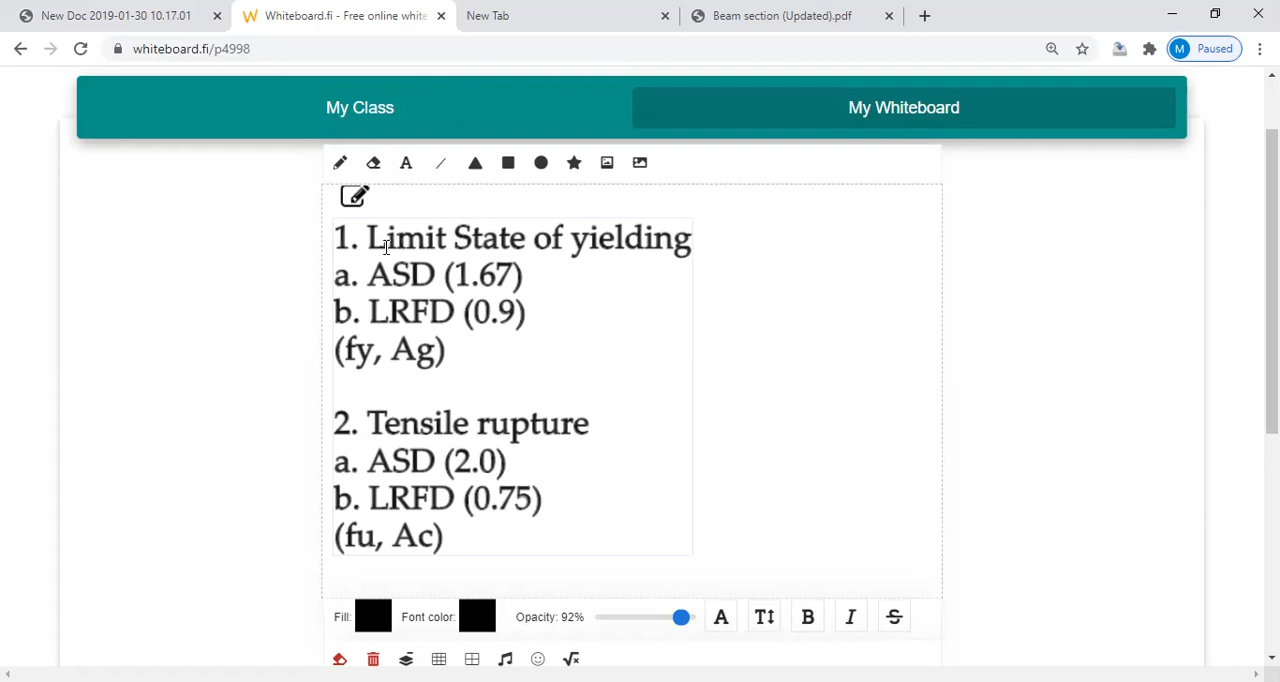 New Doc 2019-01-30 10.17.01
Whiteboard.fi - Free online white
New Tab
Beam section (Updated).pdf
whiteboard.fi/p4998
M Paused
My Class
My Whiteboard
A
1. Limit State of yielding
a. ASD (1.67)
b. LRFD (0.9)
(fy, Ag)
2. Tensile rupture
a. ASD (2.0)
b. LRFD (0.75)
(fu, Ac)
Fill: Font color: Opacity: 92% A T B I S